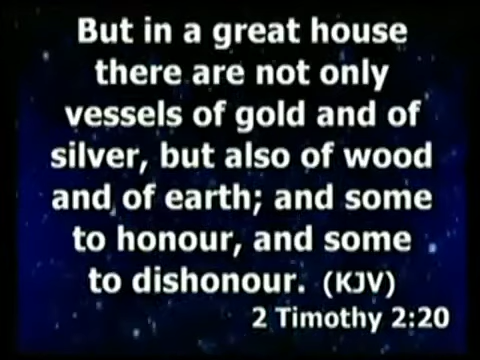 But in a great house
there are not only
vessels of gold and of
silver, but also of wood
and of earth; and some
to honour, and some
to dishonour. (KJV)
2 Timothy 2:20